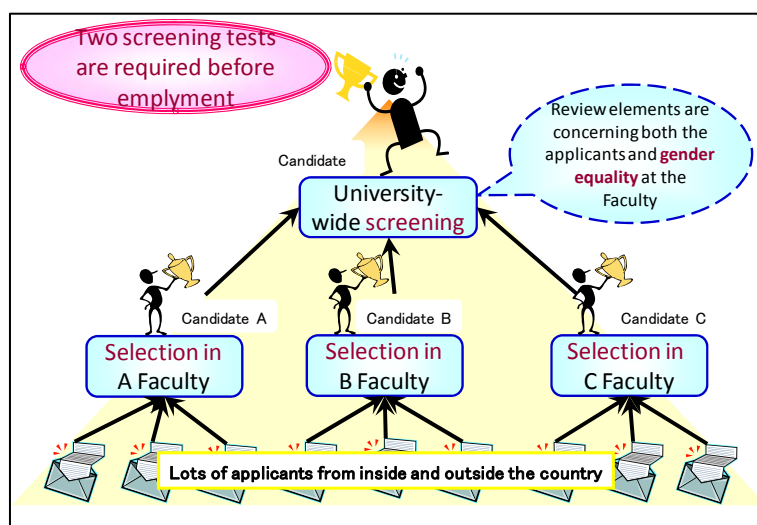 Two screening tests
are required before
emplyment
Review elements are
concerning both the
applicants and gender
equality at the
Faculty
Candidate
University-
wide screening
Candidate A
Candidate B
Candidate C
Selection in
A Faculty
Selection in
B Faculty
Selection in
C Faculty
Lots of applicants from inside and outside the country